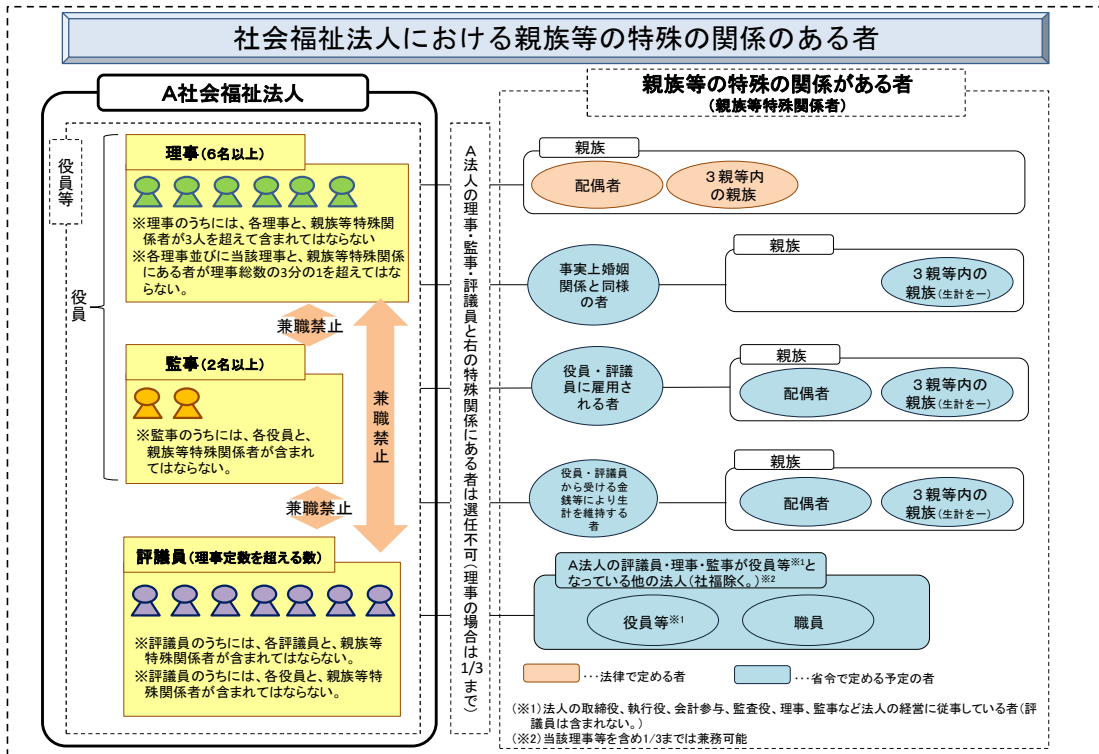 社会福祉法人における親族等の特殊の関係のある者
A社会福祉法人
役員等
役員
理事(6名以上)
※理事のうちには、各理事と、親族等特殊関
係者が3人を超えて含まれてはならない
※各理事並びに当該理事と、親族等特殊関係
にある者が理事総数の3分の1を超えてはな
らない。
兼職禁止
監事(2名以上)
※監事のうちには、各役員と、
親族等特殊関係者が含まれ
てはならない。
兼職禁止
兼職禁止
評議員(理事定数を超える数)
※評議員のうちには、各評議員と、親族等
特殊関係者が含まれてはならない。
※評議員のうちには、各役員と、親族等特
殊関係者が含まれてはならない。
A法人の理事・監事・評議員と右の特殊関係にある者は選任不可(理事の場合は1/3まで)
親族等の特殊の関係がある者
(親族等特殊関係者)
親族
配偶者
3親等内
の親族
事実上婚姻
関係と同様
の者
親族
3親等内の
親族(生計を一)
役員・評議
員に雇用さ
れる者
親族
配偶者
3親等内の
親族(生計を一)
役員・評議員
から受ける金
銭等により生
計を維持する
者
親族
配偶者
3親等内の
親族(生計を一)
A法人の評議員・理事・監事が役員等※1と
なっている他の法人(社福除く。)※2
役員等※1
職員
…法律で定める者
…省令で定める予定の者
(※1)法人の取締役、執行役、会計参与、監査役、理事、監事など法人の経営に従事している者(評
議員は含まれない。)
(※2)当該理事等を含め1/3までは兼務可能